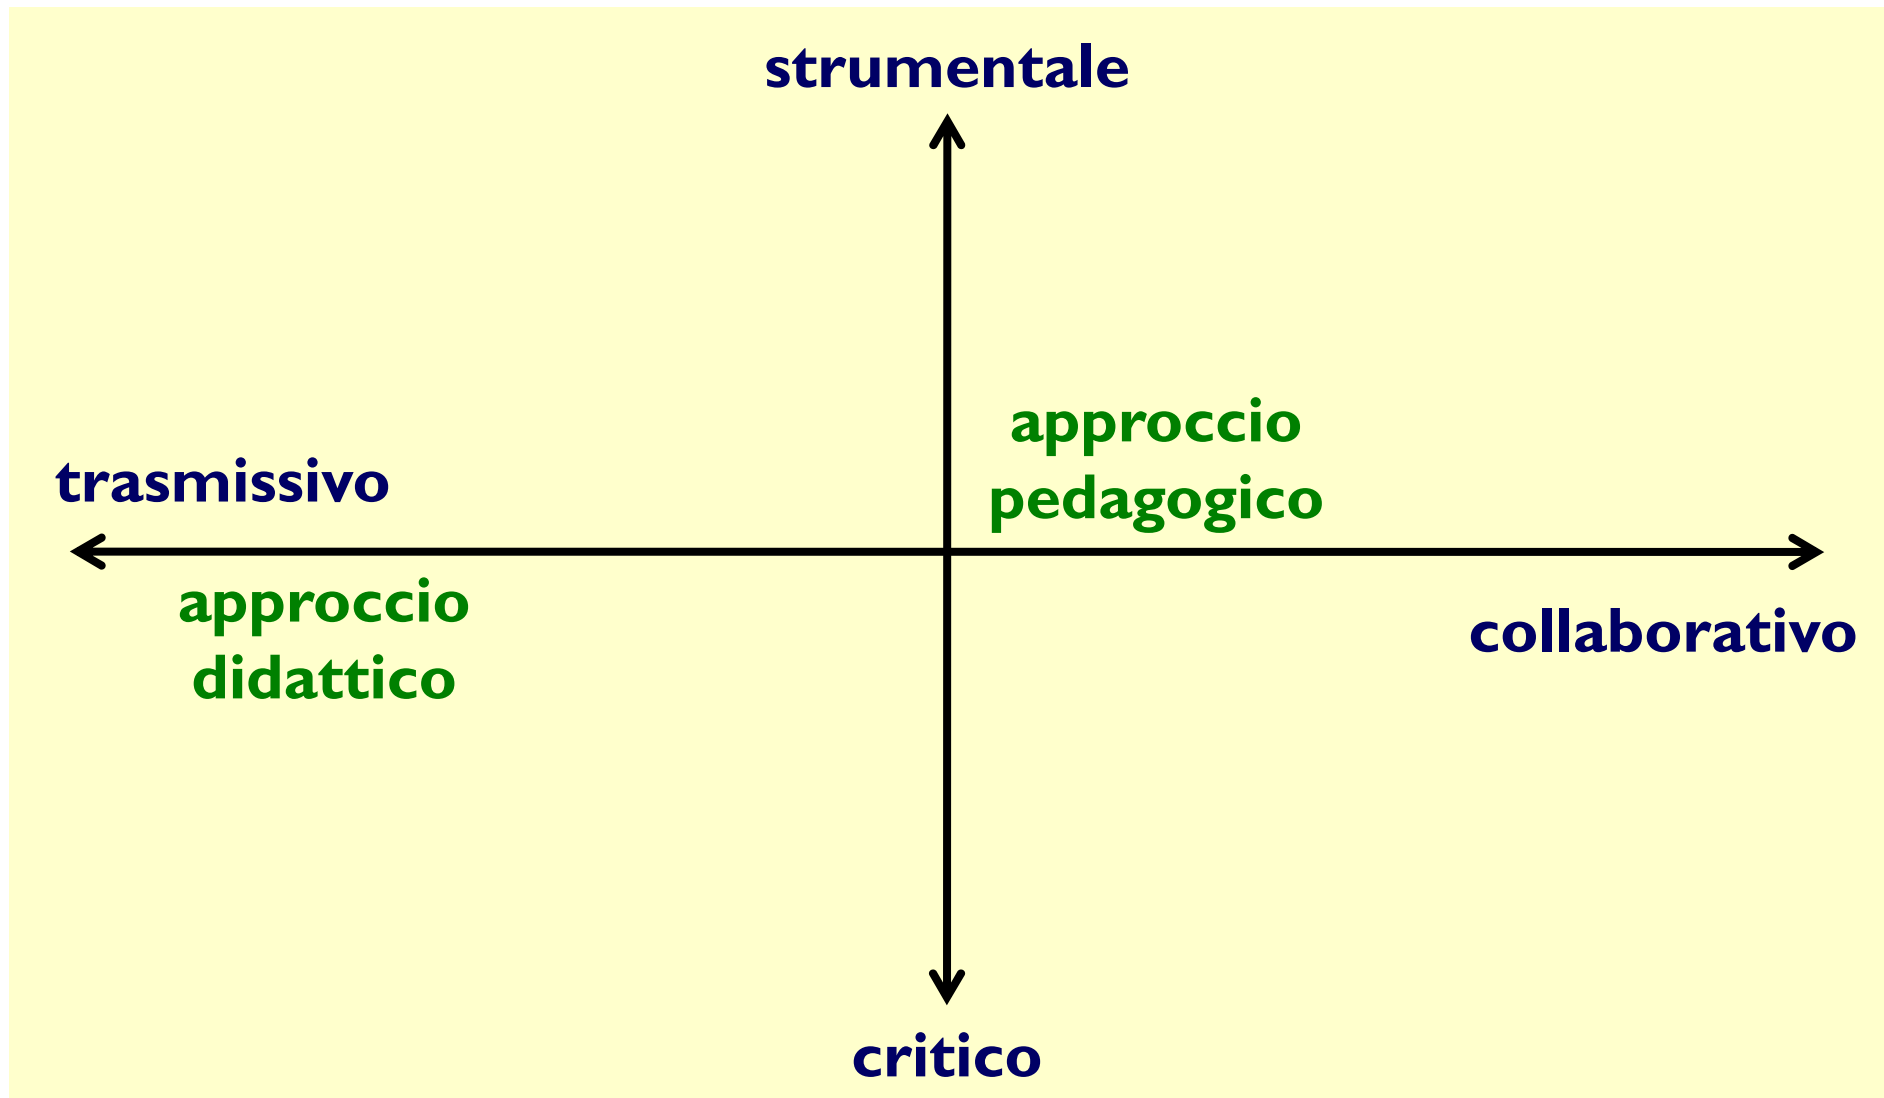 strumentale
approccio
pedagogico
trasmissivo
approccio
didattico
collaborativo
critico